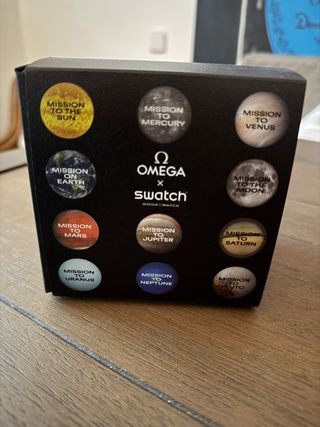 MISSION
TO THE
SUN
MISSION
TO
MERCURY
MISSION
TO
VENUS
MISSION
ON
EARTH
Ω
OMEGA
×
swatch
MOONSWATCH
MISSION
TO THE
MOON
MISSION
TO
MARS
MISSION
TO
JUPITER
MISSION
TO
SATURN
MISSION
TO
URANUS
MISSION
TO
NEPTUNE
MISSION
TO
PLUTO